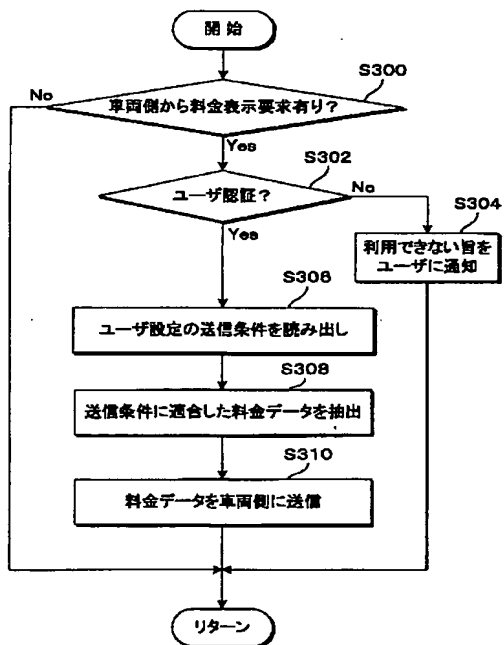 開始
S300
車両側から料金表示要求有り？
No
Yes
S302
ユーザ認証？
No
Yes
S304
利用できない旨を
ユーザに通知
S306
ユーザ設定の送信条件を読み出し
S308
送信条件に適合した料金データを抽出
S310
料金データを車両側に送信
リターン